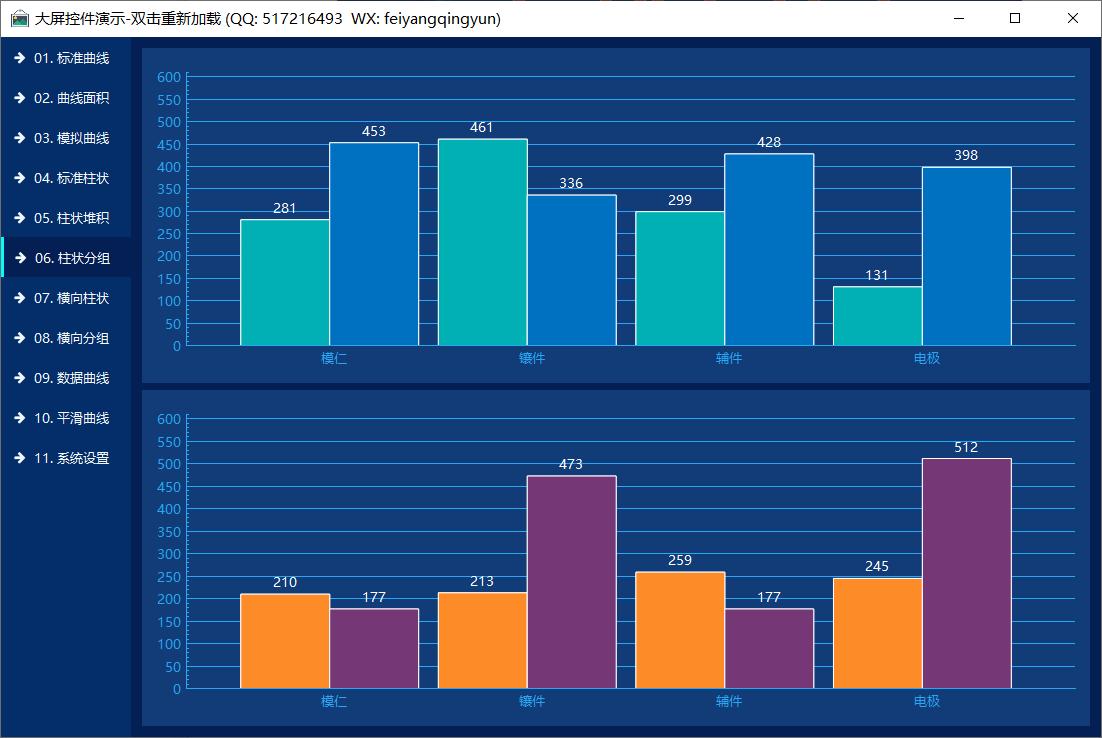 大屏控件演示-双击重新加载 (QQ: 517216493  WX: feiyangqingyun)
01. 标准曲线
02. 曲线面积
03. 模拟曲线
04. 标准柱状
05. 柱状堆积
06. 柱状分组
07. 横向柱状
08. 横向分组
09. 数据曲线
10. 平滑曲线
11. 系统设置
600
550
500
450
400
350
300
250
200
150
100
50
0
281
453
461
336
299
428
131
398
模仁
镶件
辅件
电极
600
550
500
450
400
350
300
250
200
150
100
50
0
210
177
213
473
259
177
245
512
模仁
镶件
辅件
电极